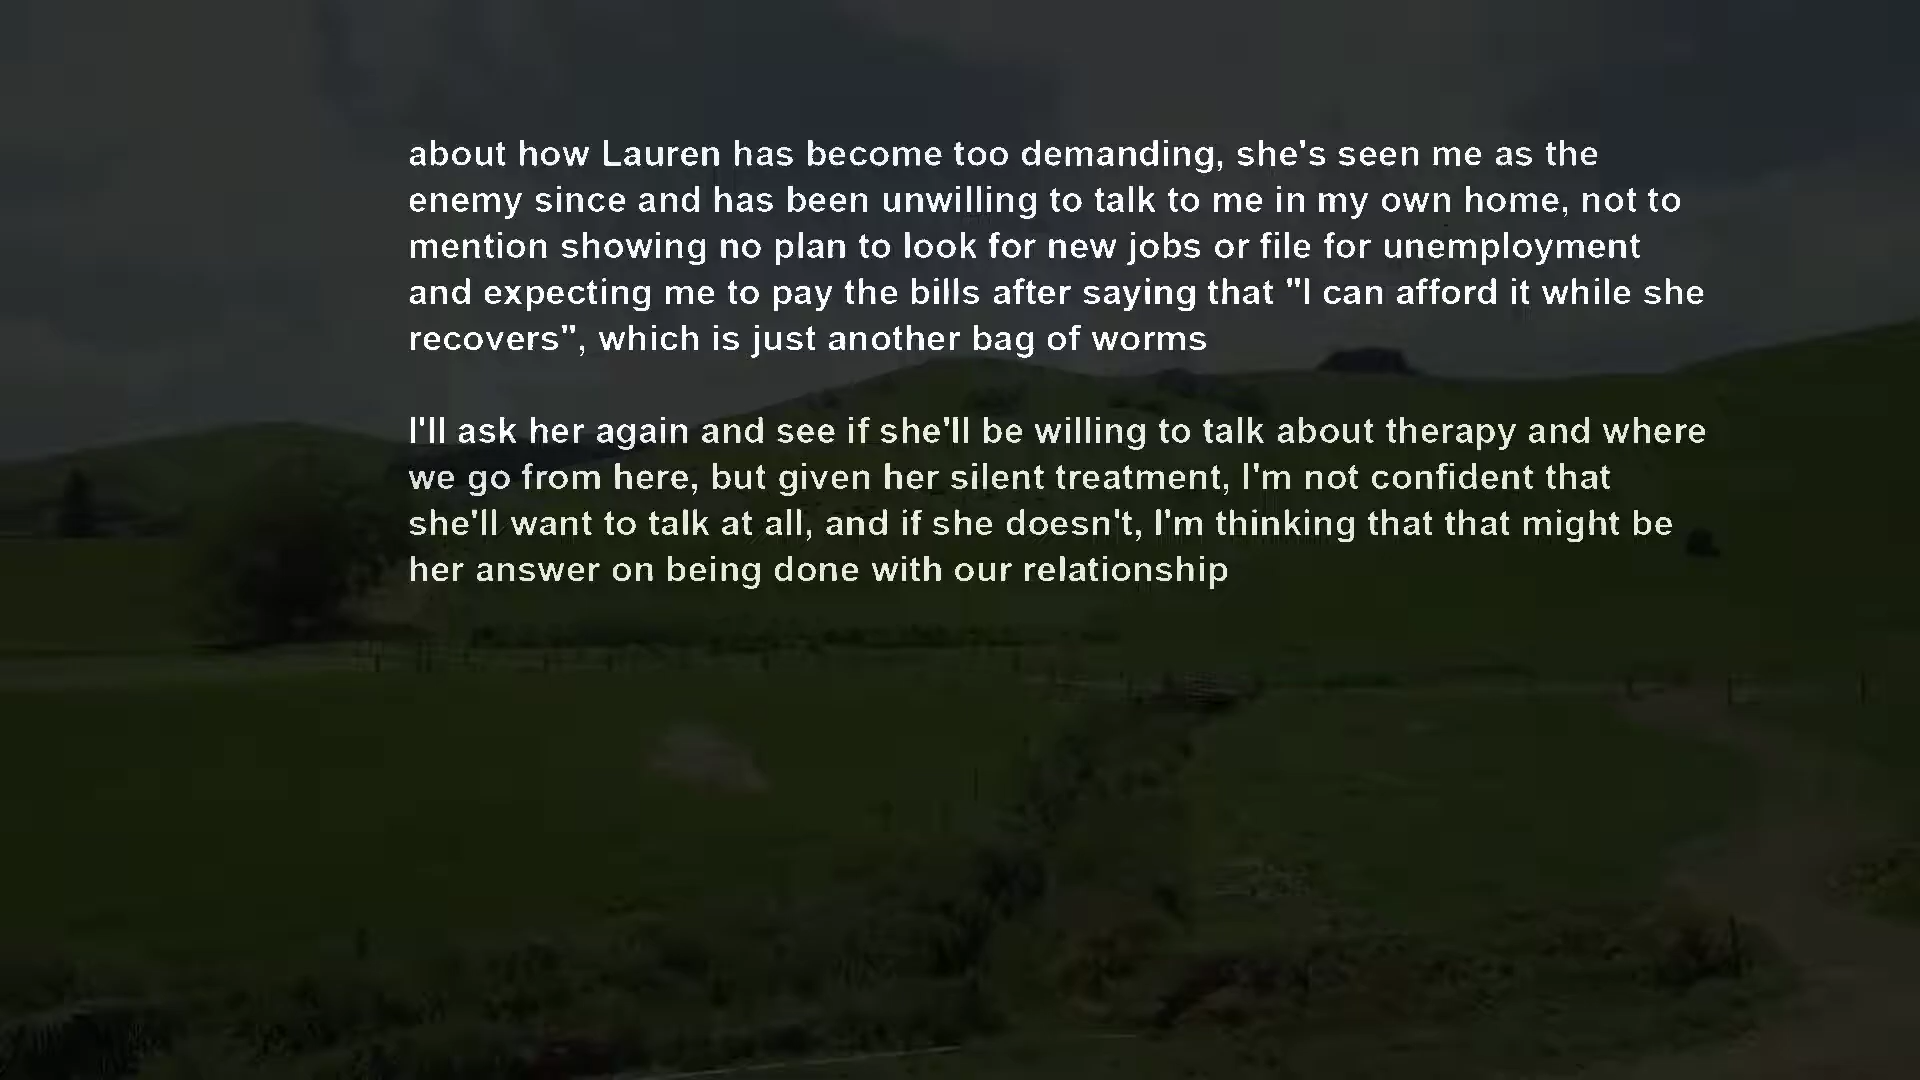 about how Lauren has become too demanding, she's seen me as the
enemy since and has been unwilling to talk to me in my own home, not to
mention showing no plan to look for new jobs or file for unemployment
and expecting me to pay the bills after saying that "I can afford it while she
recovers", which is just another bag of worms
I'll ask her again and see if she'll be willing to talk about therapy and where
we go from here, but given her silent treatment, I'm not confident that
she'll want to talk at all, and if she doesn't, I'm thinking that that might be
her answer on being done with our relationship